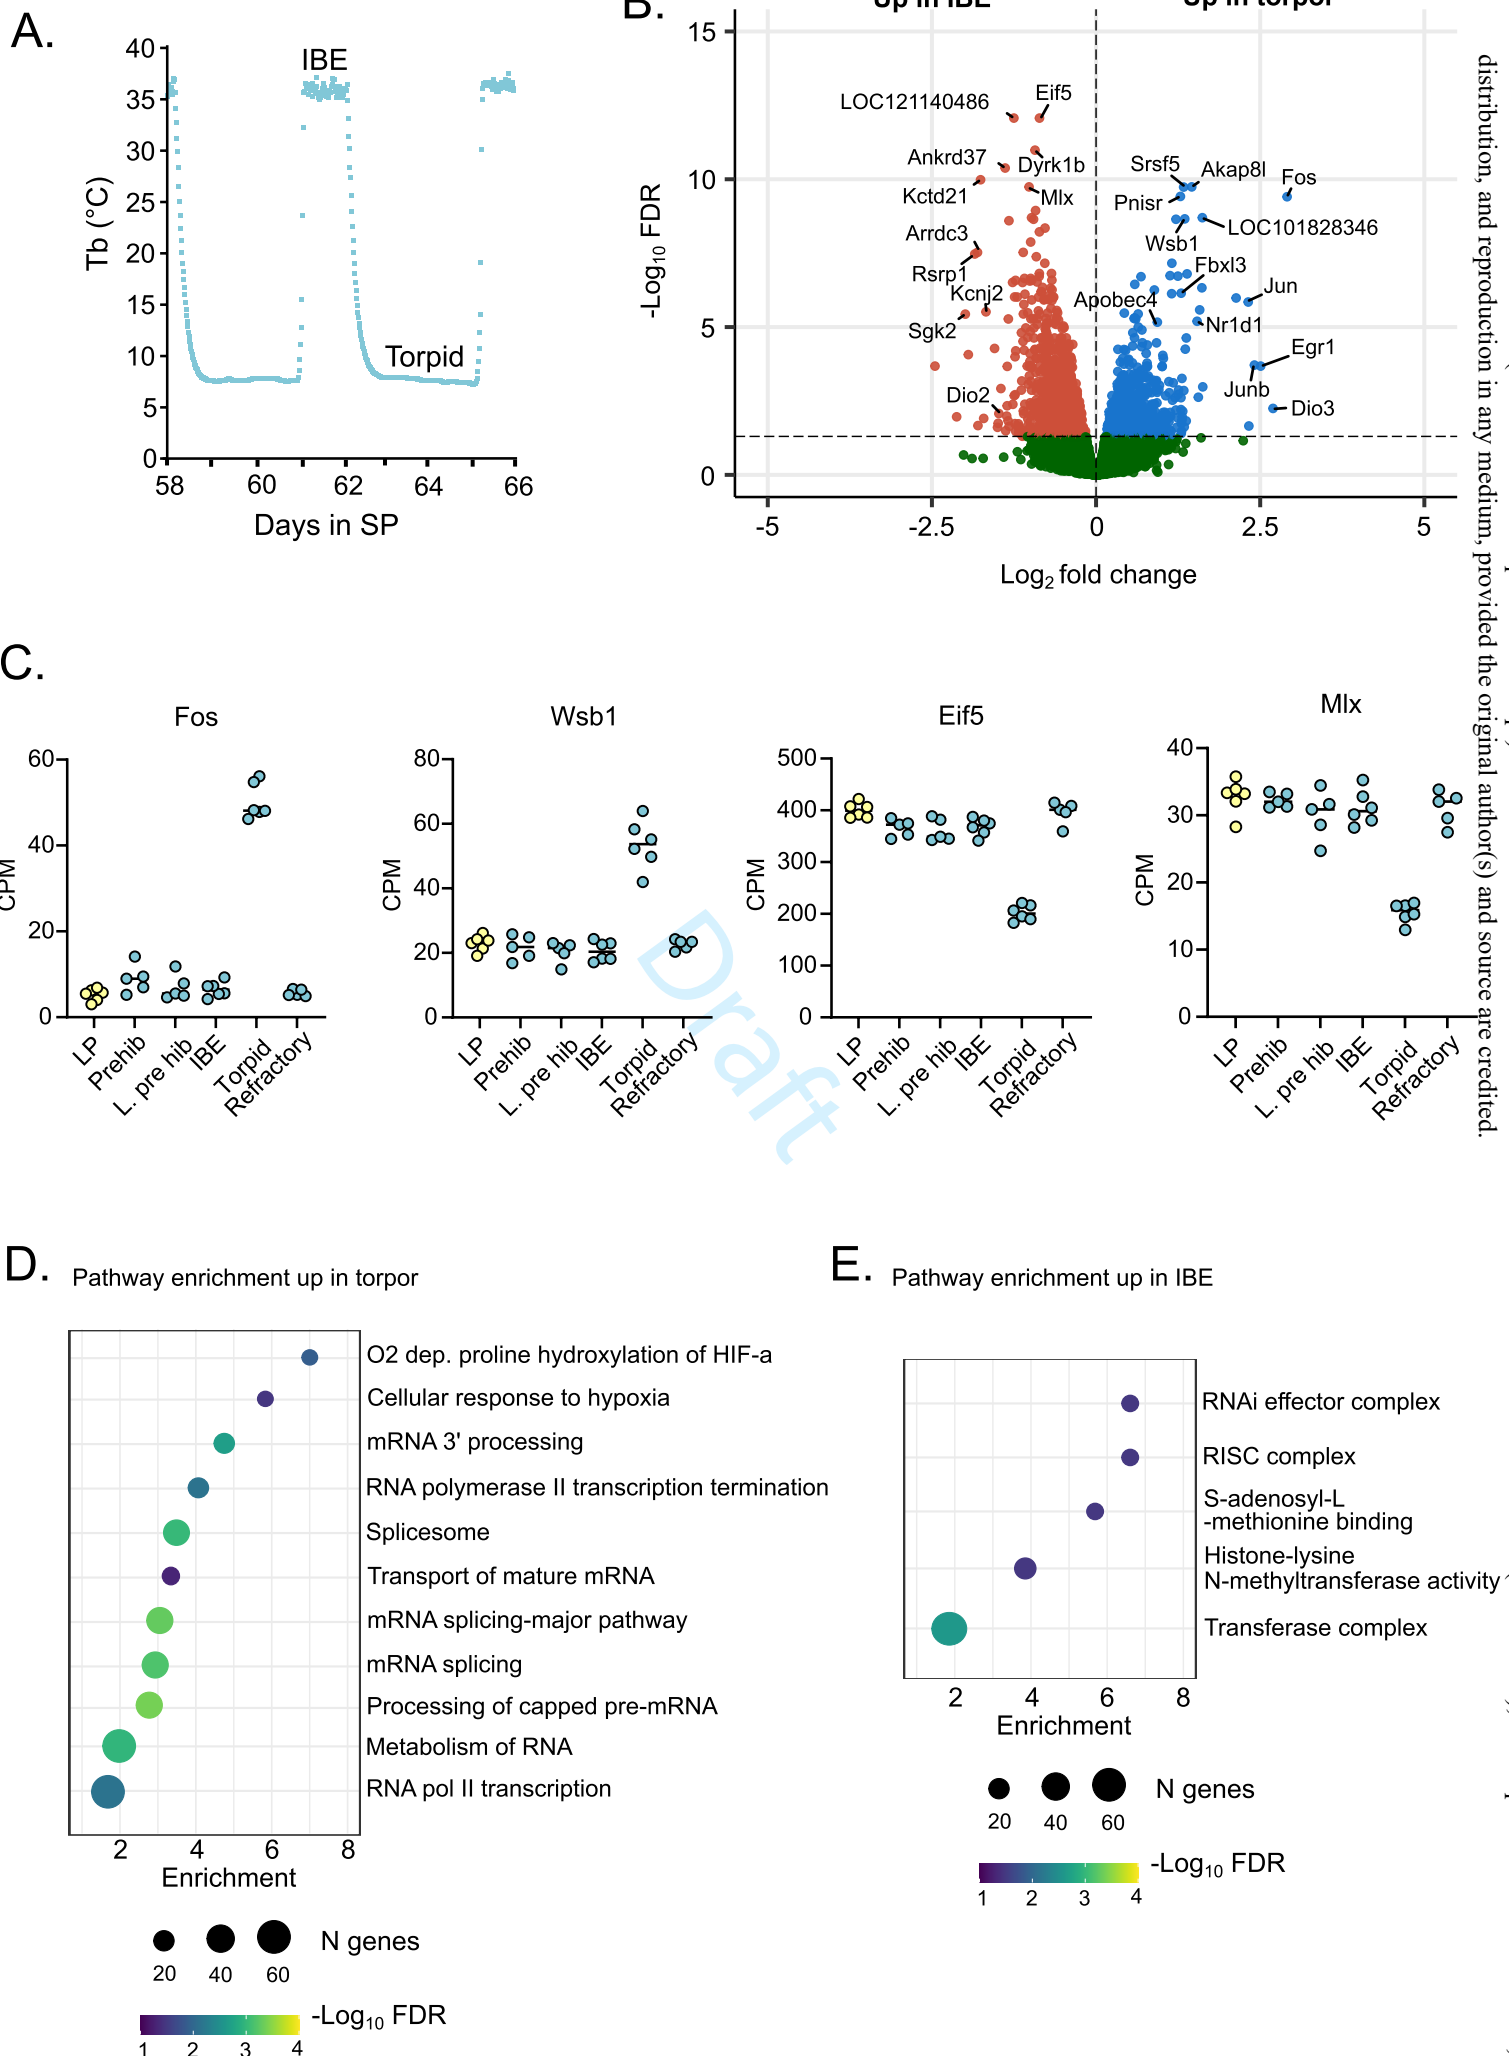 A.
40
35
30
25
20
15
10
5
0
Tb (°C)
IBE
Torpid
58
60
62
64
66
Days in SP
B.
Up in IBE
Up in torpor
15
10
5
0
-Log10 FDR
LOC121140486
Eif5
Ankrd37
Dyrk1b
Kctd21
Mlx
Arrdc3
Rsrp1
Kcnj2
Sgk2
Dio2
Srsf5
Akap8l
Fos
Pnisr
LOC101828346
Wsb1
Fbxl3
Apobec4
Jun
Nr1d1
Egr1
Junb
Dio3
-5
-2.5
0
2.5
5
Log2 fold change
distribution, and reproduction in any medium, provided the original author(s) and source are credited.
C.
Fos
60
40
20
0
CPM
LP
Prehib
L. pre hib
IBE
Torpid
Refractory
Wsb1
80
60
40
20
0
CPM
LP
Prehib
L. pre hib
IBE
Torpid
Refractory
Eif5
500
400
300
200
100
0
CPM
LP
Prehib
L. pre hib
IBE
Torpid
Refractory
Mlx
40
30
20
10
0
CPM
LP
Prehib
L. pre hib
IBE
Torpid
Refractory
Draft
D.
Pathway enrichment up in torpor
O2 dep. proline hydroxylation of HIF-a
Cellular response to hypoxia
mRNA 3' processing
RNA polymerase II transcription termination
Splicesome
Transport of mature mRNA
mRNA splicing-major pathway
mRNA splicing
Processing of capped pre-mRNA
Metabolism of RNA
RNA pol II transcription
2
4
6
8
Enrichment
N genes
20
40
60
-Log10 FDR
1
2
3
4
E.
Pathway enrichment up in IBE
RNAi effector complex
RISC complex
S-adenosyl-L
-methionine binding
Histone-lysine
N-methyltransferase activity
Transferase complex
2
4
6
8
Enrichment
N genes
20
40
60
-Log10 FDR
1
2
3
4